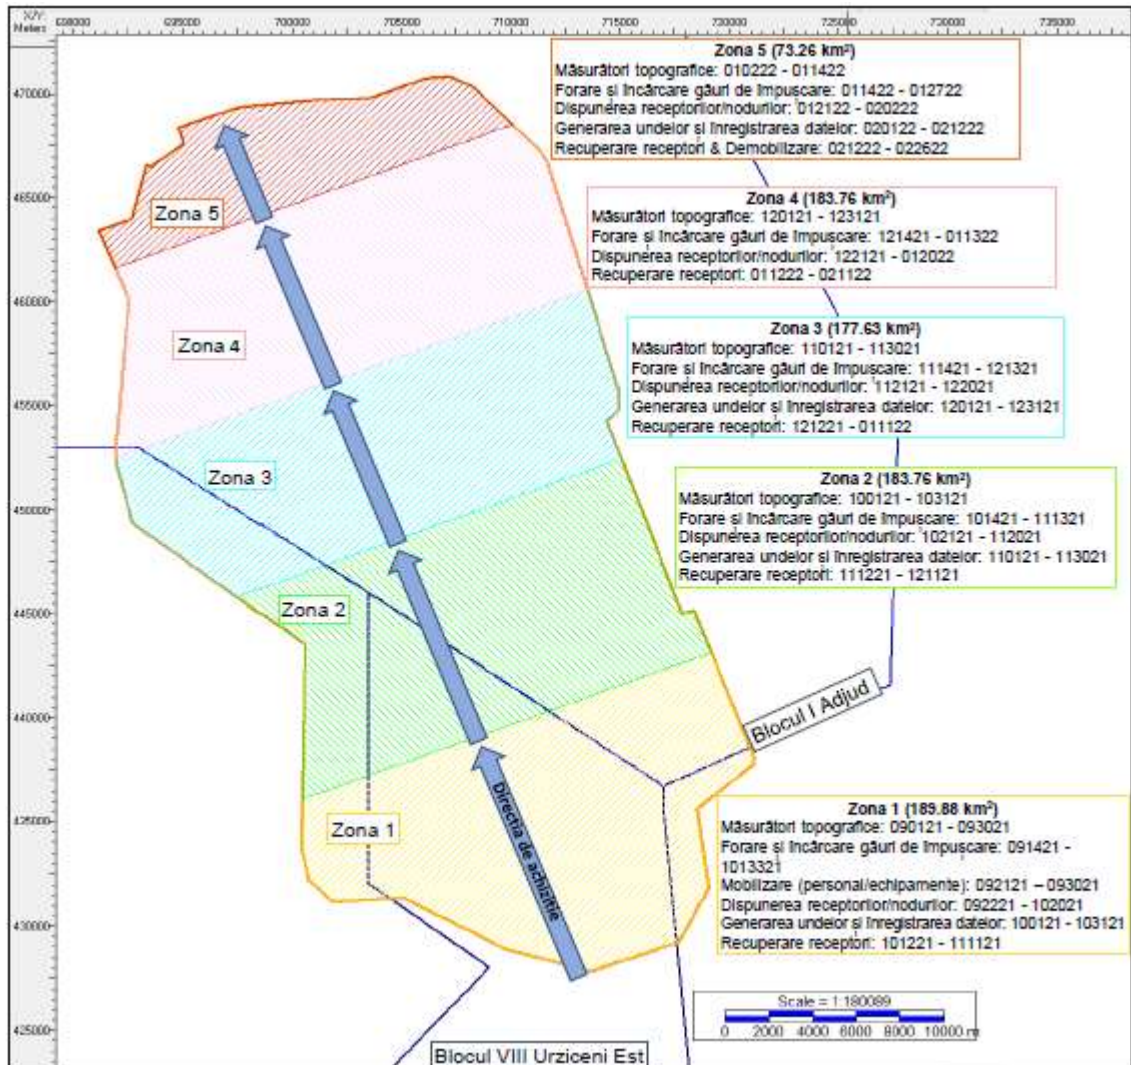 X/Y:
Meters
690000 695000 700000 705000 710000 715000 720000 725000 730000 735000
470000
465000
460000
455000
450000
445000
440000
435000
430000
425000
Zona 5 (73.26 km²)
Măsurători topografice: 010222 - 011422
Forare și încărcare găuri de împușcare: 011422 - 012722
Dispunerea receptorilor/nodurilor: 012122 - 020222
Generarea undelor și înregistrarea datelor: 020122 - 021222
Recuperare receptori & Demobilizare: 021222 - 022622
Zona 4 (183.76 km²)
Măsurători topografice: 120121 - 123121
Forare și încărcare găuri de împușcare: 121421 - 011322
Dispunerea receptorilor/nodurilor: 122121 - 012022
Recuperare receptori: 011222 - 021122
Zona 3 (177.63 km²)
Măsurători topografice: 110121 - 113021
Forare și încărcare găuri de împușcare: 111421 - 121321
Dispunerea receptorilor/nodurilor: 112121 - 122021
Generarea undelor și înregistrarea datelor: 120121 - 123121
Recuperare receptori: 121221 - 011122
Zona 2 (183.76 km²)
Măsurători topografice: 100121 - 103121
Forare și încărcare găuri de împușcare: 101421 - 111321
Dispunerea receptorilor/nodurilor: 102121 - 112021
Generarea undelor și înregistrarea datelor: 110121 - 113021
Recuperare receptori: 111221 - 121121
Zona 1 (189.88 km²)
Măsurători topografice: 090121 - 093021
Forare și încărcare găuri de împușcare: 091421 -
1013321
Mobilizare (personal/echipamente): 092121 – 093021
Dispunerea receptorilor/nodurilor: 092221 - 102021
Generarea undelor și înregistrarea datelor: 100121 - 103121
Recuperare receptori: 101221 - 111121
Zona 5
Zona 4
Zona 3
Zona 2
Zona 1
Direcția de achiziție
Blocul I Adjud
Blocul VIII Urziceni Est
Scale = 1:180089
0 2000 4000 6000 8000 10000 m